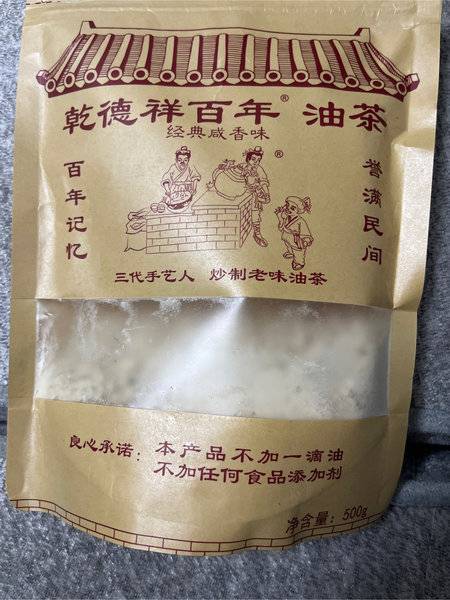 乾德祥百年® 油茶
经典咸香味
百年记忆
誉满民间
®
三代手艺人 炒制老味油茶
良心承诺：本产品不加一滴油
不加任何食品添加剂
净含量：500g